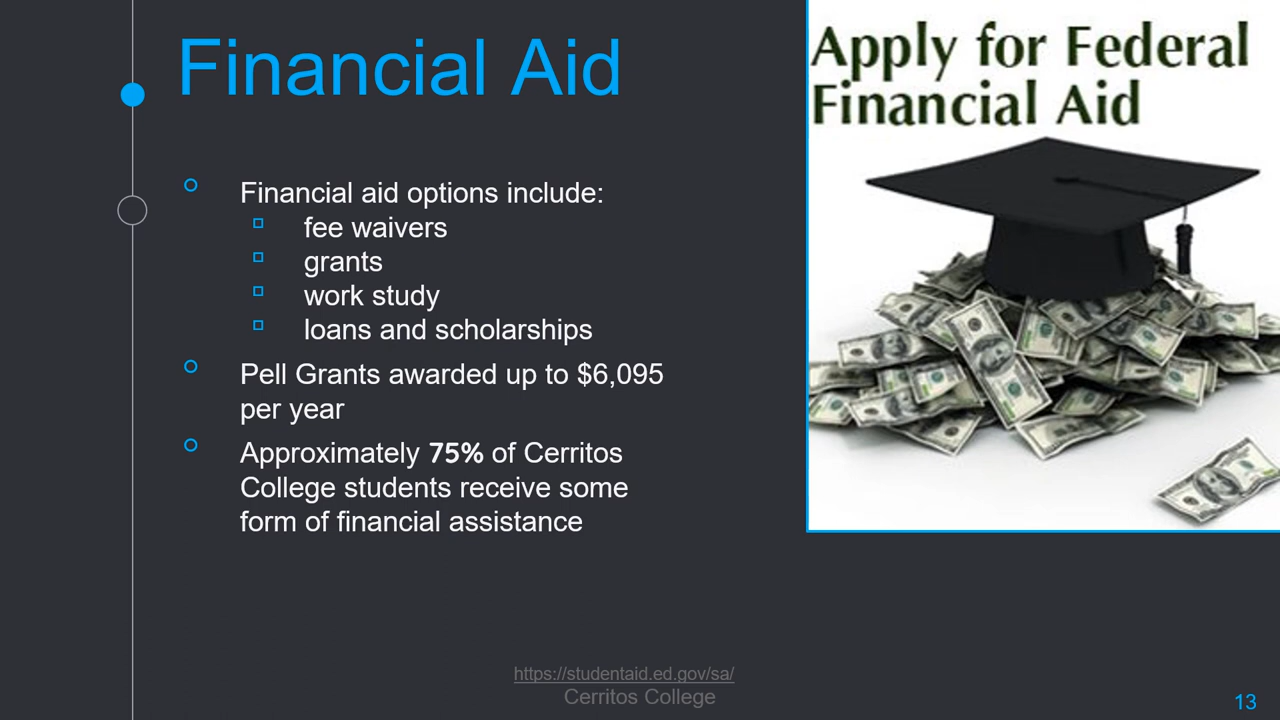 Financial Aid
Apply for Federal
Financial Aid
Financial aid options include:
fee waivers
grants
work study
loans and scholarships
Pell Grants awarded up to $6,095
per year
Approximately 75% of Cerritos
College students receive some
form of financial assistance
https://studentaid.ed.gov/sa/
Cerritos College
13